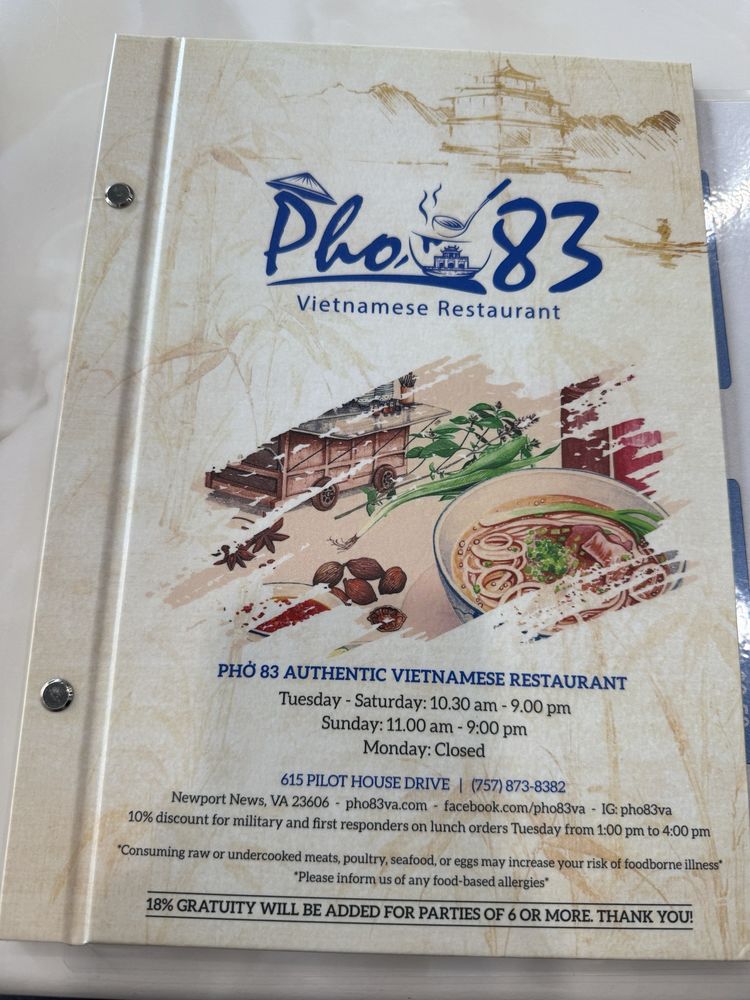 Pho 83
Vietnamese Restaurant
PHỞ 83 AUTHENTIC VIETNAMESE RESTAURANT
Tuesday - Saturday: 10.30 am - 9.00 pm
Sunday: 11.00 am - 9:00 pm
Monday: Closed
615 PILOT HOUSE DRIVE | (757) 873-8382
Newport News, VA 23606 - pho83va.com - facebook.com/pho83va - IG: pho83va
10% discount for military and first responders on lunch orders Tuesday from 1:00 pm to 4:00 pm
*Consuming raw or undercooked meats, poultry, seafood, or eggs may increase your risk of foodborne illness*
*Please inform us of any food-based allergies*
18% GRATUITY WILL BE ADDED FOR PARTIES OF 6 OR MORE. THANK YOU!